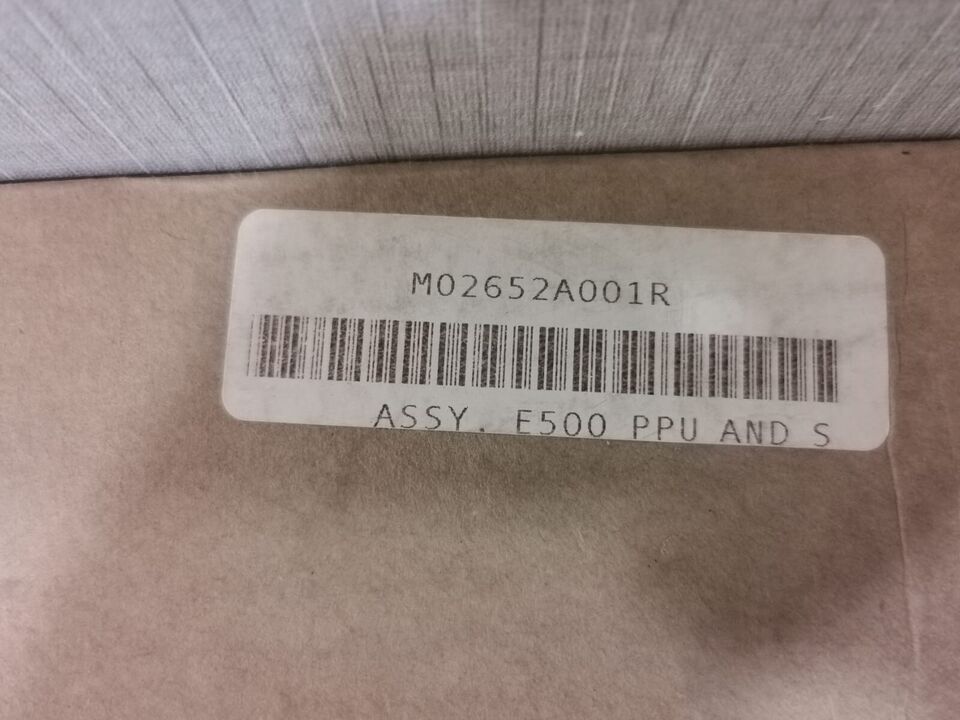 M02652A001R
ASSY. E500 PPU AND S